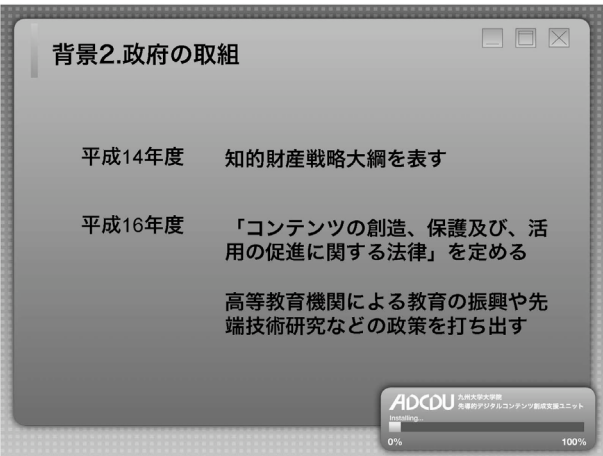 背景2.政府の取組
平成14年度 知的財産戦略大綱を表す
平成16年度 「コンテンツの創造、保護及び、活
用の促進に関する法律」を定める
高等教育機関による教育の振興や先
端技術研究などの政策を打ち出す
ADCDU 九州大学大学院
先導的デジタルコンテンツ創成支援ユニット
Installing...
0% 100%